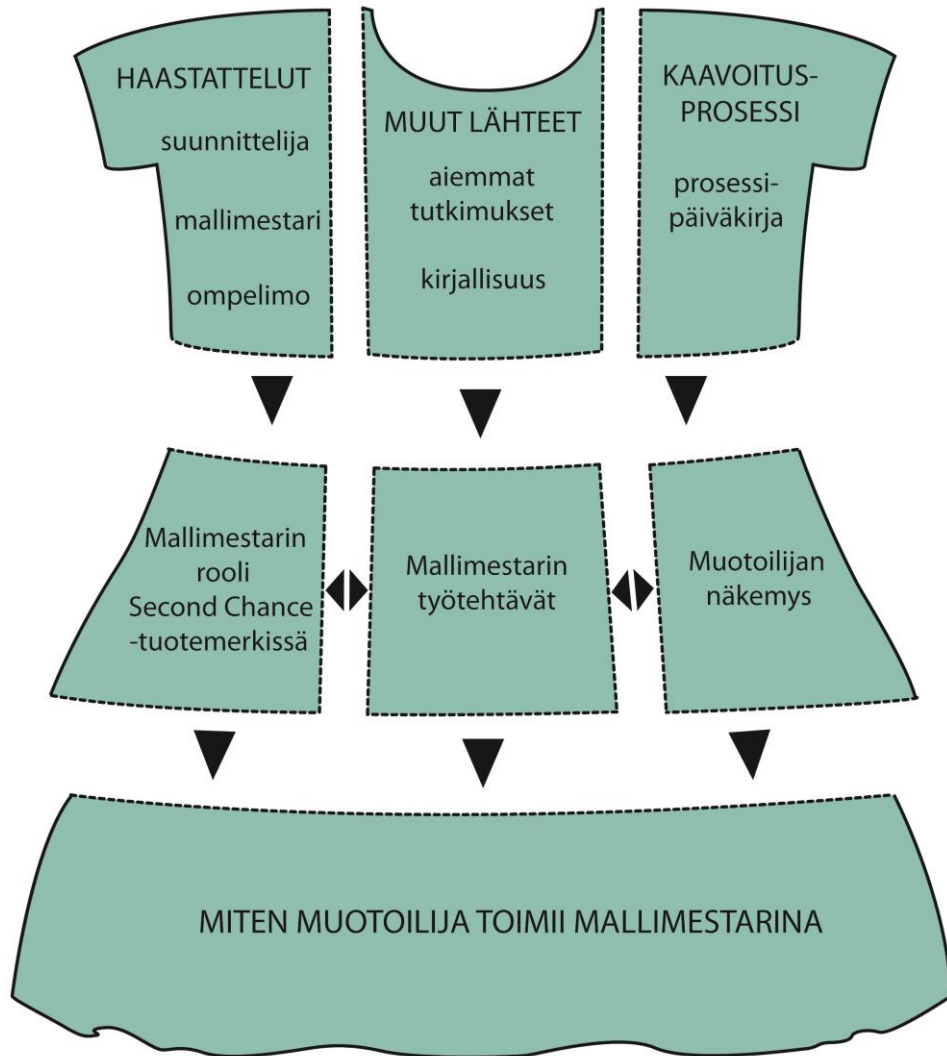 HAASTATTELUT
suunnittelija
mallimestari
ompelimo
MUUT LÄHTEET
aiemmat
tutkimukset
kirjallisuus
KAAVOITUS-
PROSESSI
prosessi-
päiväkirja
Mallimestarin
rooli
Second Chance
-tuotemerkissä
Mallimestarin
työtehtävät
Muotoilijan
näkemys
MITEN MUOTOILIJA TOIMII MALLIMESTARINA